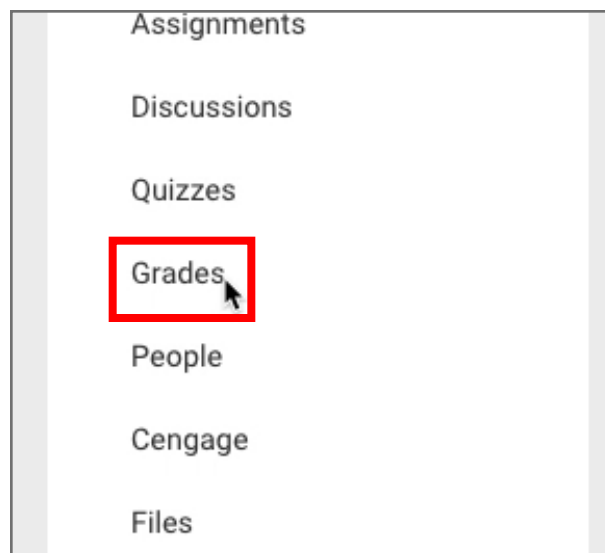 Assignments
Discussions
Quizzes
Grades
People
Cengage
Files